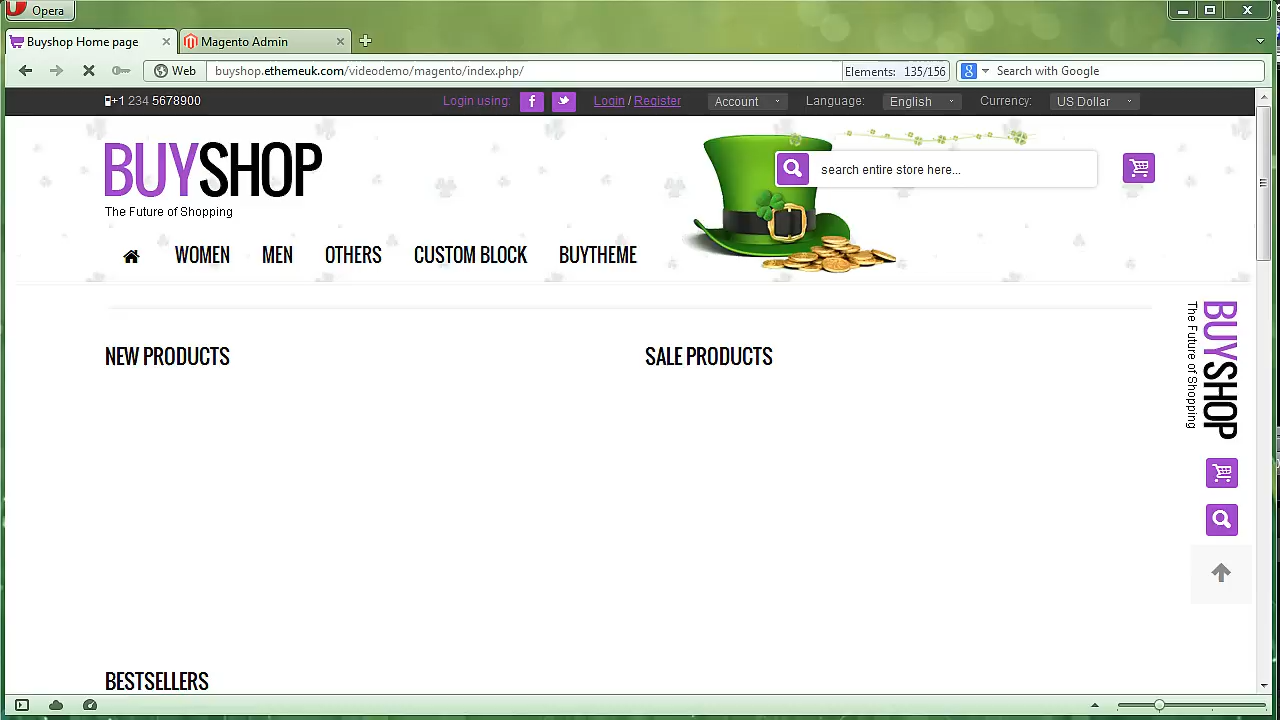 Opera
Buyshop Home page
Magento Admin
Web
buyshop.ethemeuk.com/videodemo/magento/index.php/
Elements: 135/156
Search with Google
+1 234 5678900
Login using:
Login / Register
Account
Language:
English
Currency:
US Dollar
BUYSHOP
The Future of Shopping
search entire store here...
WOMEN
MEN
OTHERS
CUSTOM BLOCK
BUYTHEME
NEW PRODUCTS
SALE PRODUCTS
BUYSHOP
The Future of Shopping
BESTSELLERS